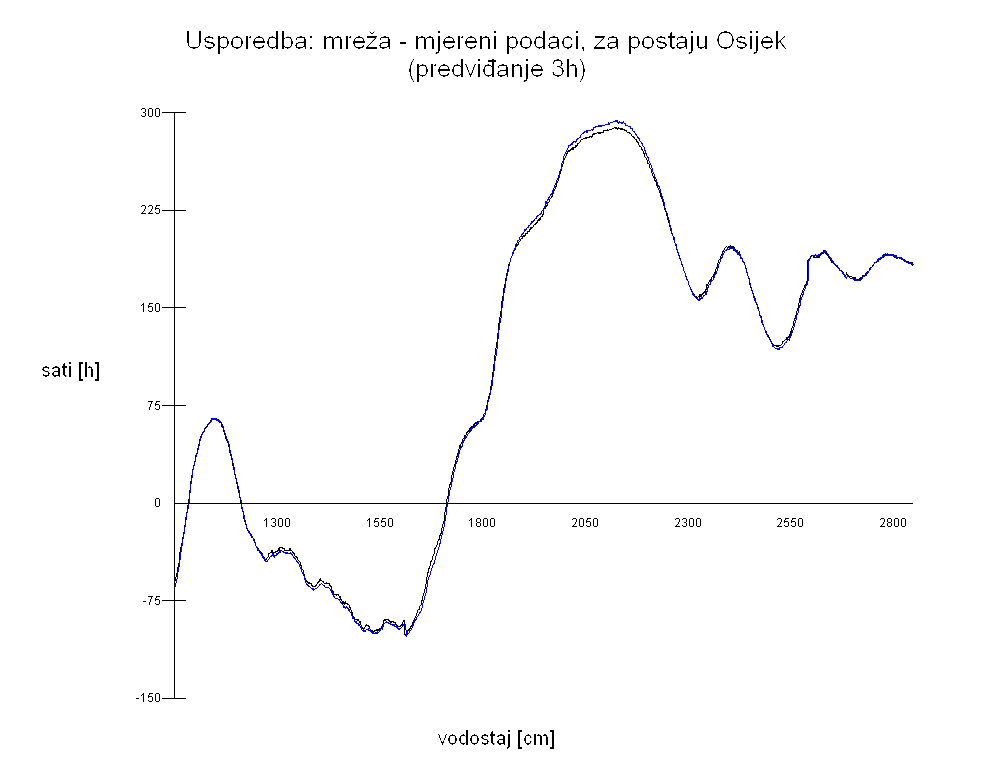 Usporedba: mreža - mjereni podaci, za postaju Osijek
(predviđanje 3h)
300
225
150
sati [h]
75
0
1300 1550 1800 2050 2300 2550 2800
-75
-150
vodostaj [cm]